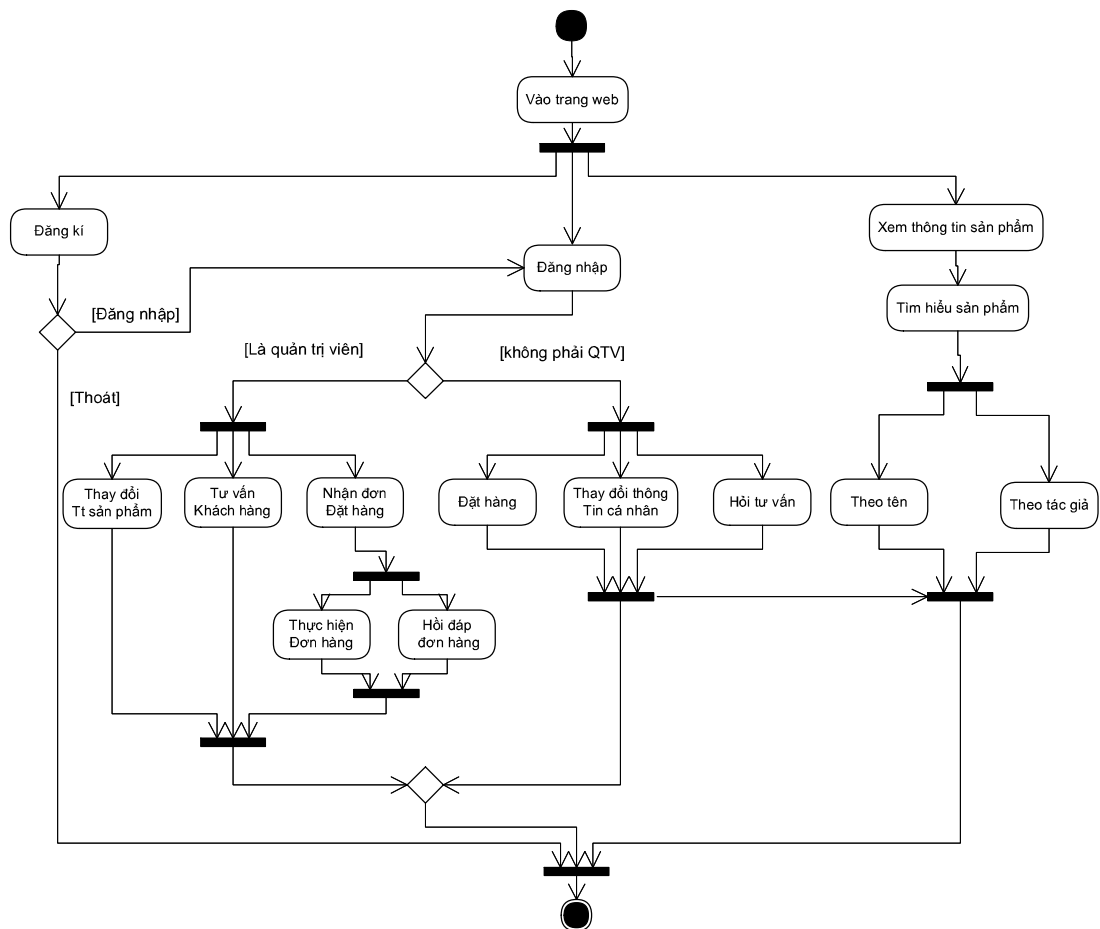 Vào trang web
Đăng kí
Xem thông tin sản phẩm
Đăng nhập
Tìm hiểu sản phẩm
[Đăng nhập]
[Là quản trị viên]
[không phải QTV]
[Thoát]
Thay đổi
Tt sản phẩm
Tư vấn
Khách hàng
Nhận đơn
Đặt hàng
Đặt hàng
Thay đổi thông
Tin cá nhân
Hỏi tư vấn
Theo tên
Theo tác giả
Thực hiện
Đơn hàng
Hồi đáp
đơn hàng